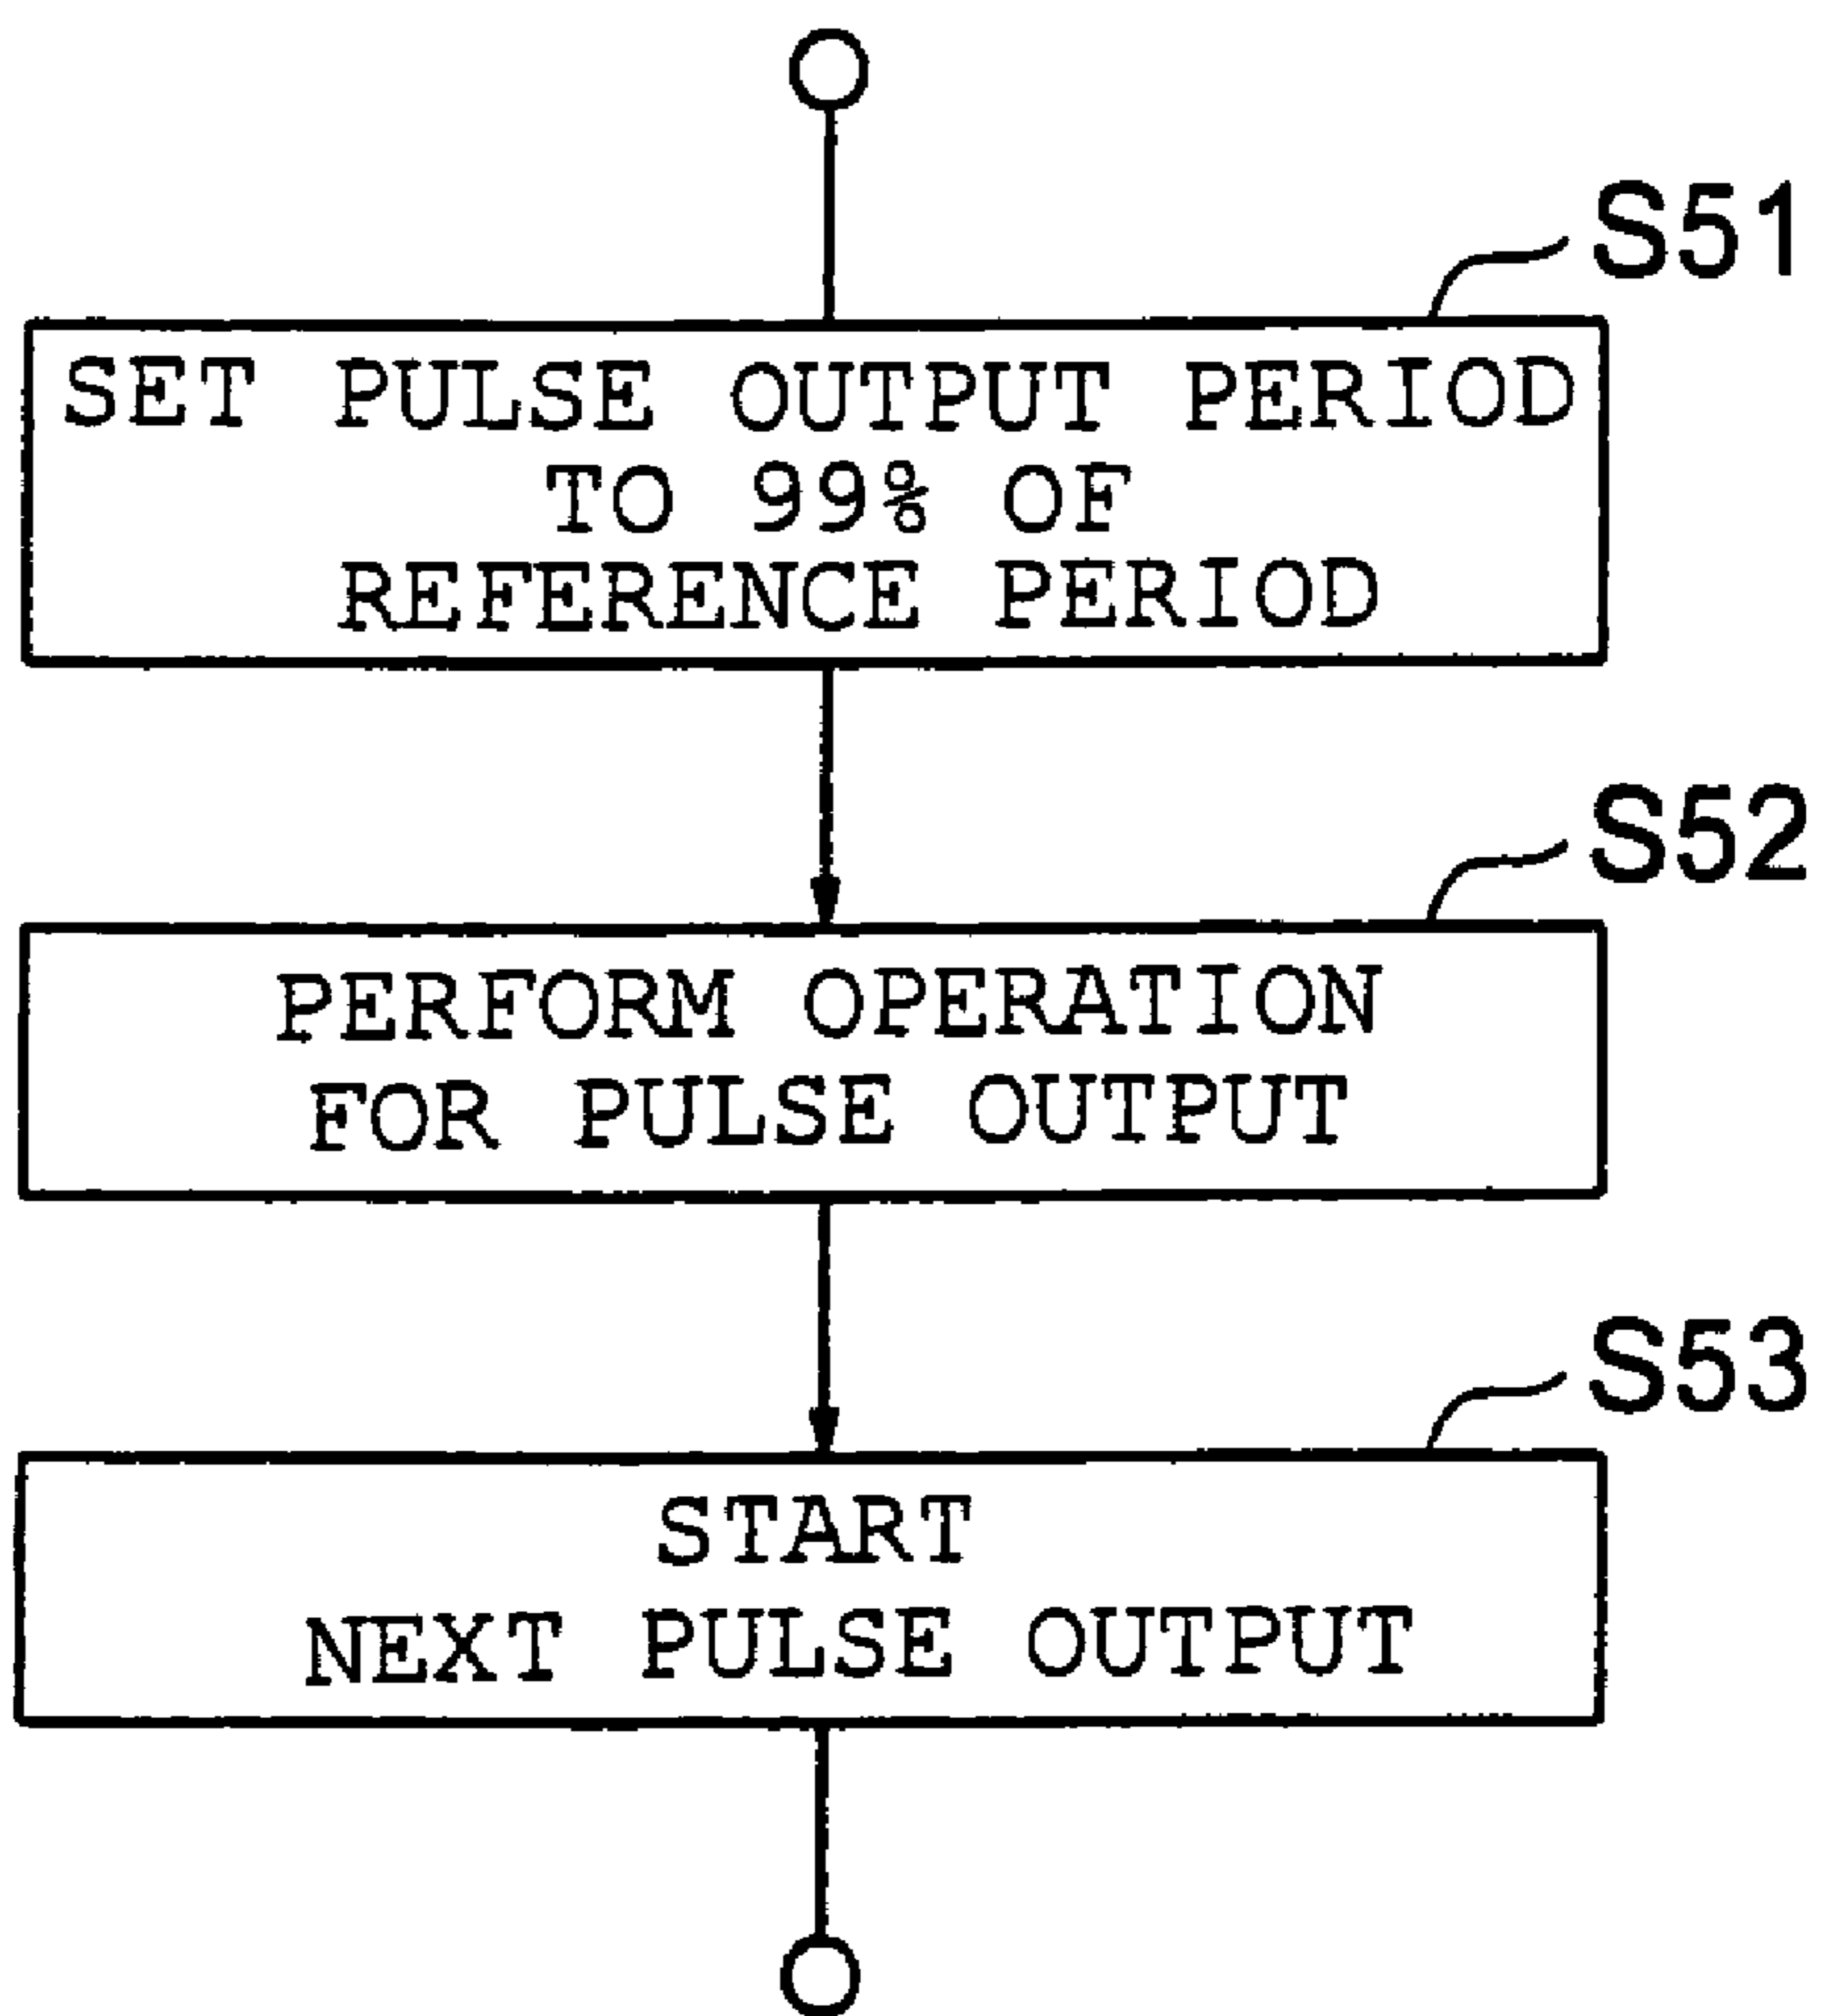 S51
SET PULSE OUTPUT PERIOD
TO 99% OF
REFERENCE PERIOD
S52
PERFORM OPERATION
FOR PULSE OUTPUT
S53
START
NEXT PULSE OUTPUT